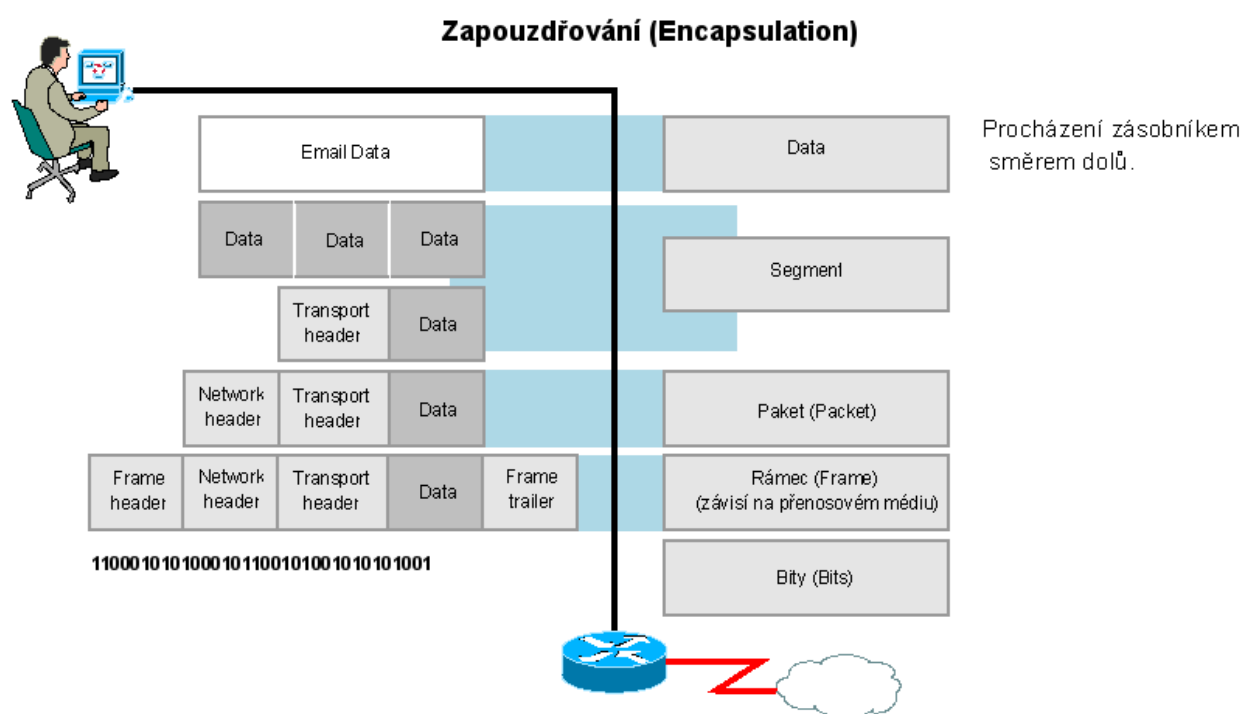 Zapouzdřování (Encapsulation)
Email Data
Data
Procházení zásobníkem
směrem dolů.
Data
Data
Data
Segment
Transport
header
Data
Network
header
Transport
header
Data
Paket (Packet)
Frame
header
Network
header
Transport
header
Data
Frame
trailer
Rámec (Frame)
(závisí na přenosovém médiu)
1100010101000101100101001010101001
Bity (Bits)